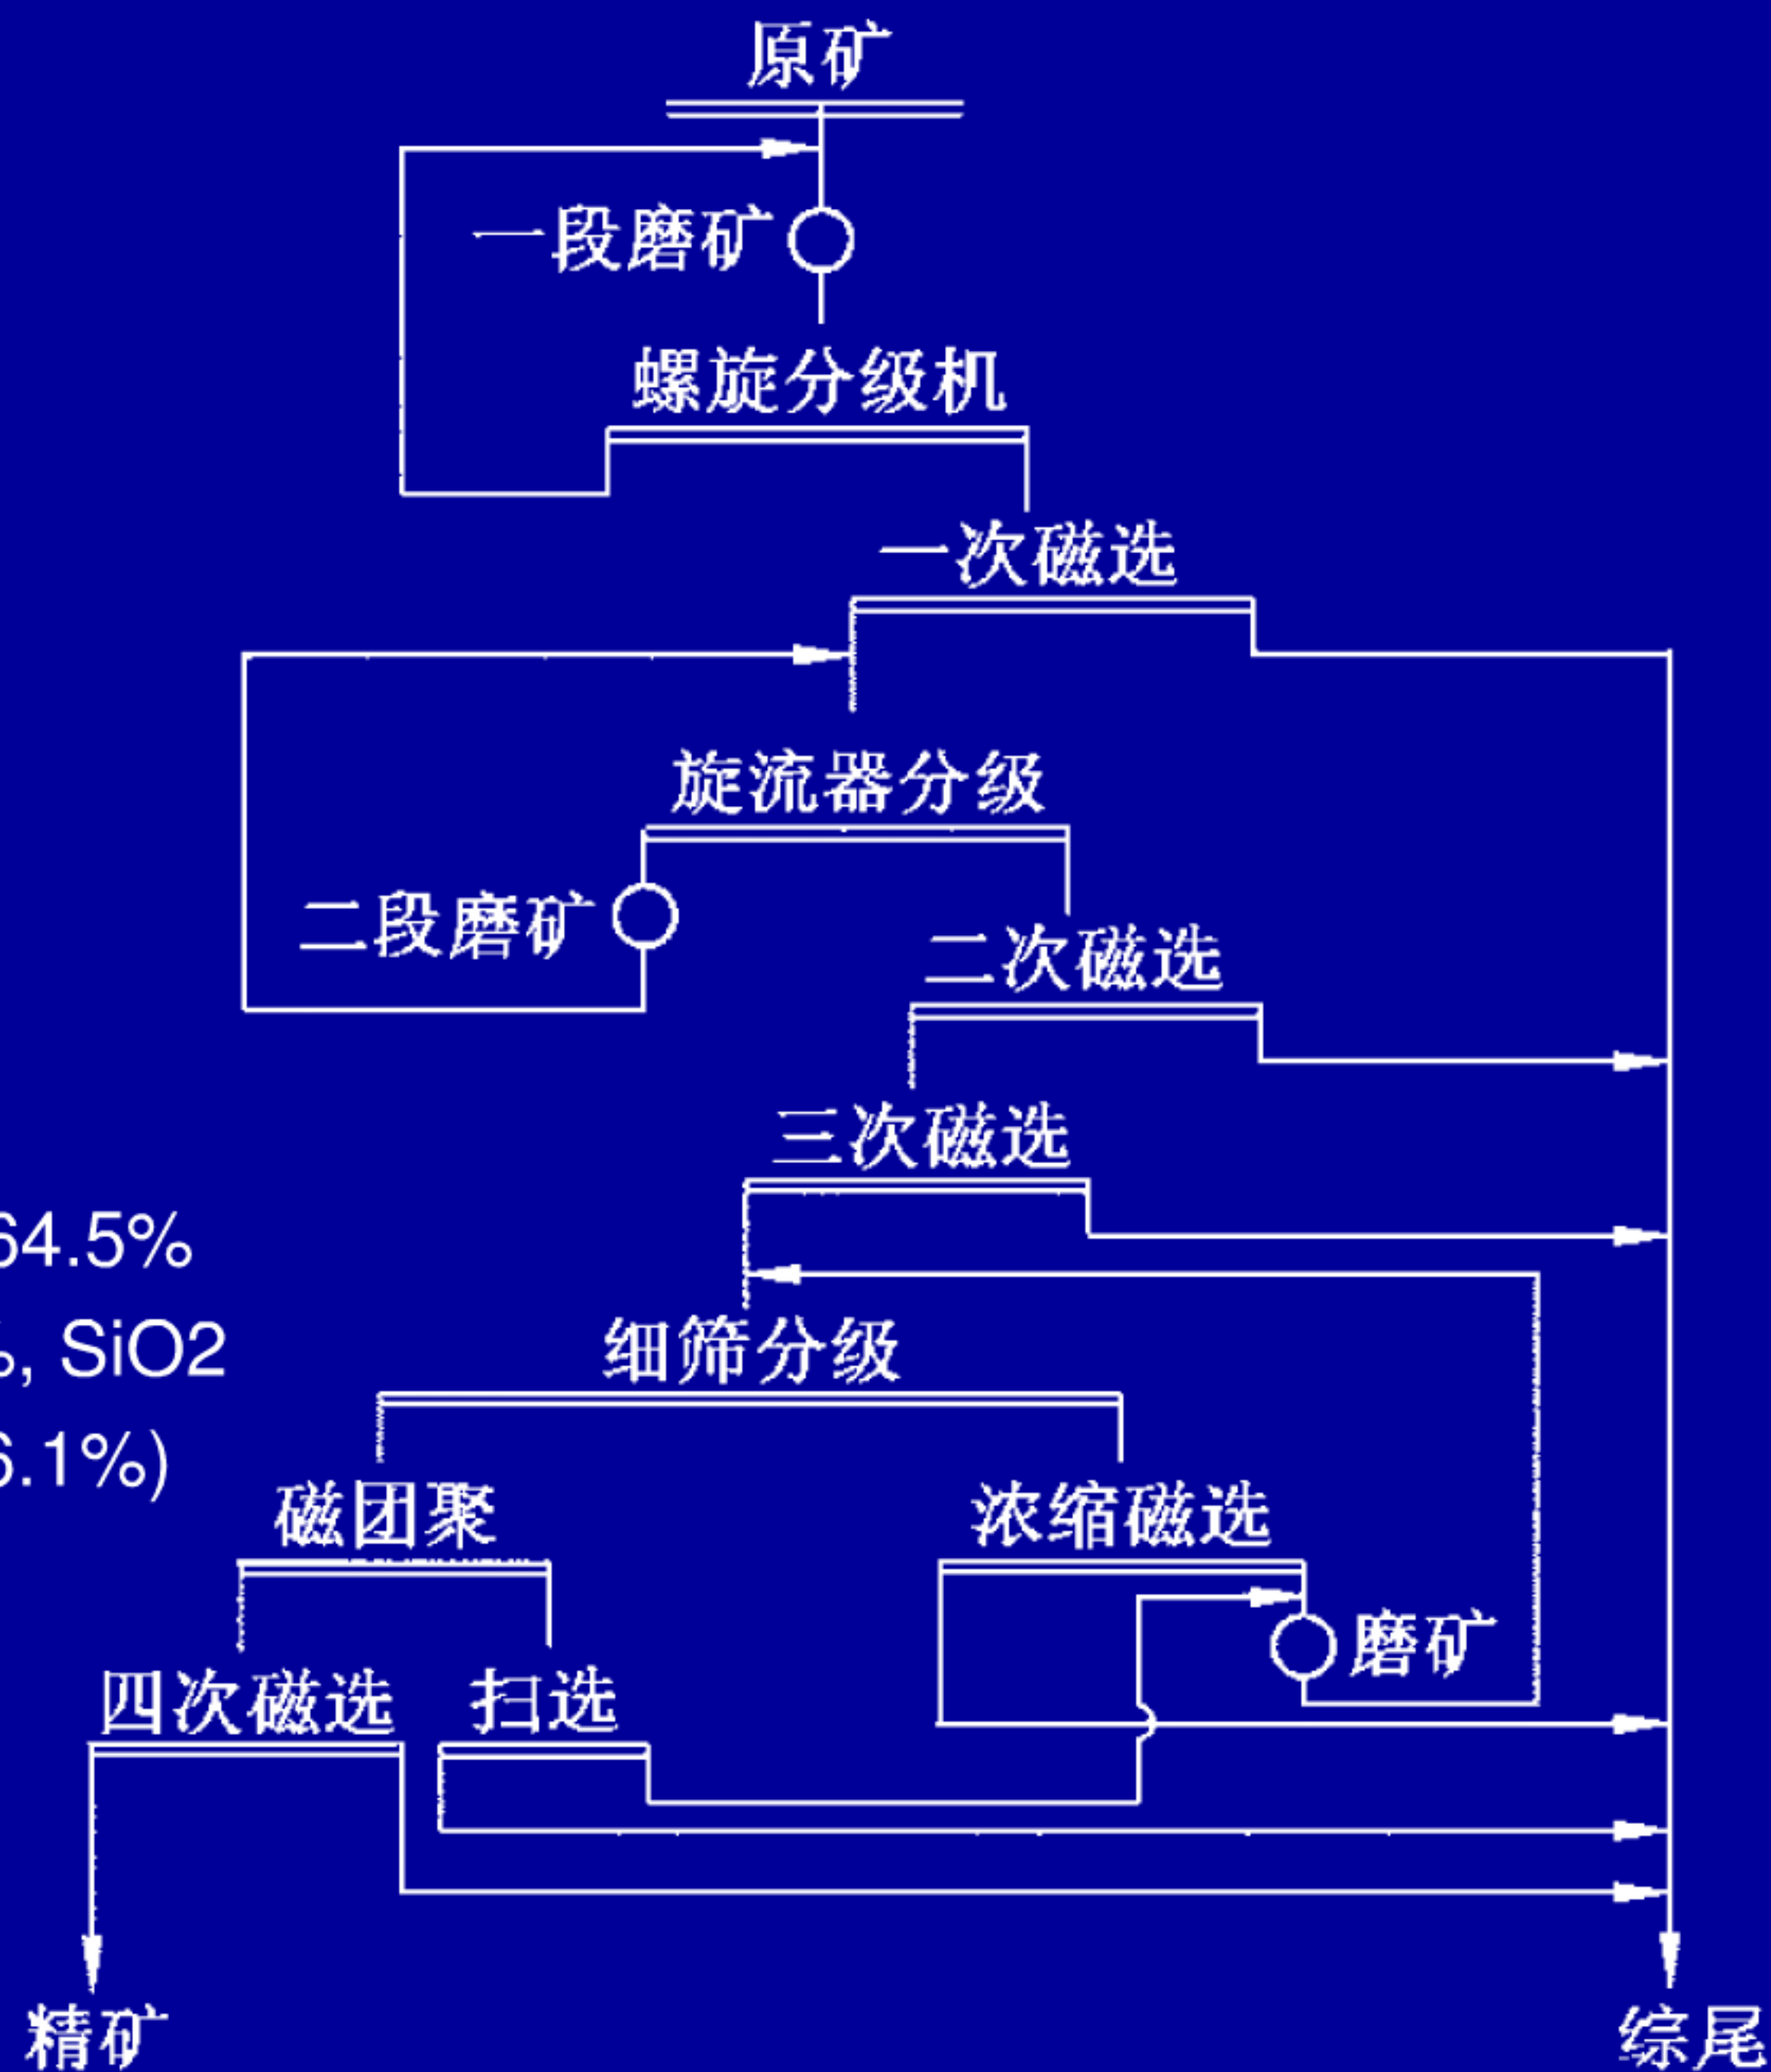 原矿
一段磨矿
螺旋分级机
一次磁选
旋流器分级
二段磨矿
二次磁选
三次磁选
64.5%
%, SiO2
6.1%)
细筛分级
磁团聚
浓缩磁选
磨矿
四次磁选
扫选
精矿
综尾